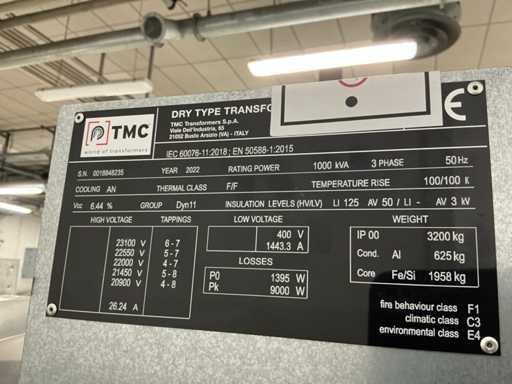 TMC
world of transformers
DRY TYPE TRANSFO
TMC Transformers S.p.A.
Viale Dell'Industria, 65
21052 Busto Arsizio (VA) - ITALY
CE
IEC 60076-11:2018 ; EN 50588-1:2015
S.N. 0018848235 YEAR 2022 RATING POWER 1000 kVA 3 PHASE 50 Hz
COOLING AN THERMAL CLASS F/F TEMPERATURE RISE 100/100 K
Vcc 6.44 % GROUP Dyn11 INSULATION LEVELS (HV/LV) LI 125 AV 50 / LI - AV 3 kV
HIGH VOLTAGE TAPPINGS LOW VOLTAGE WEIGHT
23100 V 6-7 400 V IP 00 3200 kg
22550 V 5-7 1443.3 A
22000 V 4-7 LOSSES Cond. Al 625 kg
21450 V 5-8 P0 1395 W Core Fe/Si 1958 kg
20900 V 4-8 Pk 9000 W
26.24 A
fire behaviour class F1
climatic class C3
environmental class E4